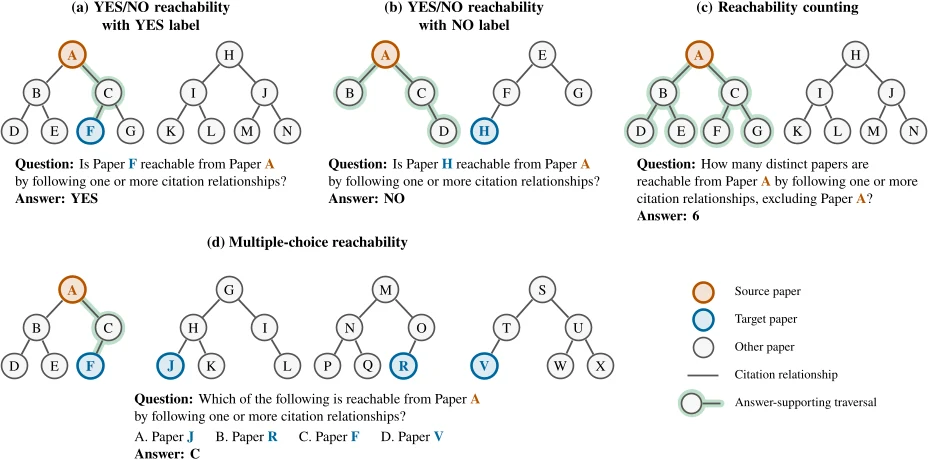 (a) YES/NO reachability
with YES label
A
H
B
C
I
J
D
E
F
G
K
L
M
N
Question: Is Paper F reachable from Paper A
by following one or more citation relationships?
Answer: YES
(b) YES/NO reachability
with NO label
A
E
B
C
F
G
D
H
Question: Is Paper H reachable from Paper A
by following one or more citation relationships?
Answer: NO
(c) Reachability counting
A
H
B
C
I
J
D
E
F
G
K
L
M
N
Question: How many distinct papers are
reachable from Paper A by following one or more
citation relationships, excluding Paper A?
Answer: 6
(d) Multiple-choice reachability
A
G
M
S
B
C
H
I
N
O
T
U
D
E
F
J
K
L
P
Q
R
V
W
X
Question: Which of the following is reachable from Paper A
by following one or more citation relationships?
A. Paper J B. Paper R C. Paper F D. Paper V
Answer: C
Source paper
Target paper
Other paper
Citation relationship
Answer-supporting traversal